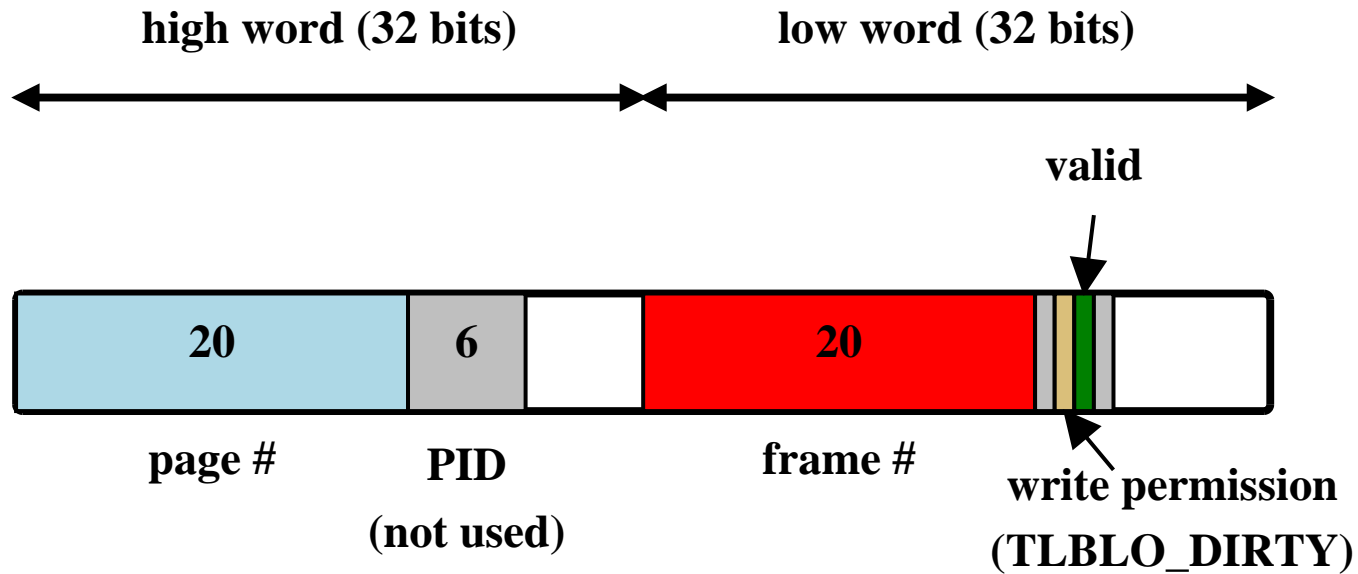 high word (32 bits)
low word (32 bits)
valid
20
6
20
page #
PID
(not used)
frame #
write permission
(TLBLO_DIRTY)